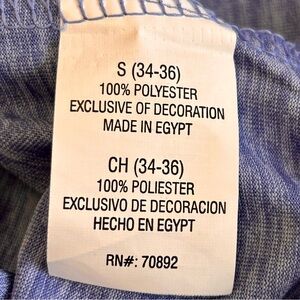 S (34-36)
100% POLYESTER
EXCLUSIVE OF DECORATION
MADE IN EGYPT
CH (34-36)
100% POLIESTER
EXCLUSIVO DE DECORACION
HECHO EN EGYPT
RN#: 70892